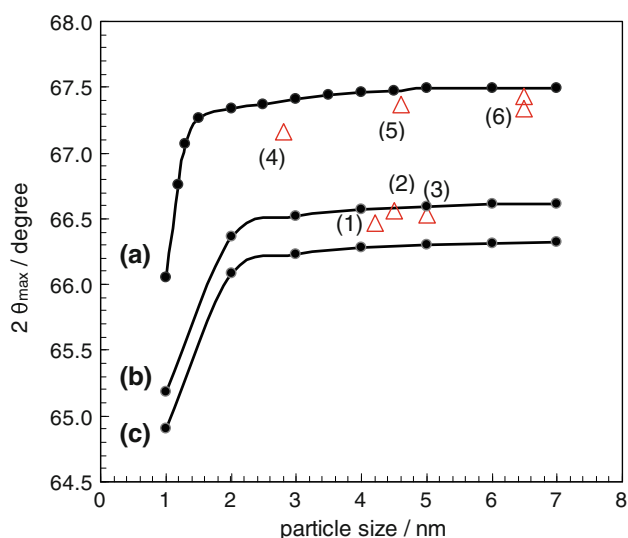 68.0
67.5
67.0
66.5
66.0
65.5
65.0
64.5
2 θmax / degree
(a)
(b)
(c)
(4)
(5)
(6)
(1)
(2)
(3)
0 1 2 3 4 5 6 7 8
particle size / nm